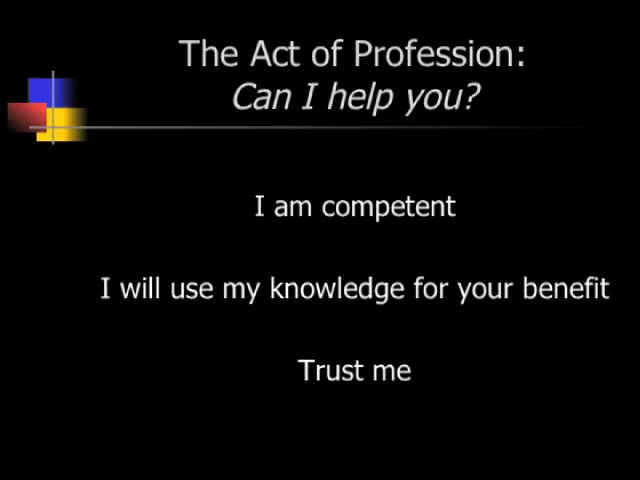 The Act of Profession:
Can I help you?
I am competent
I will use my knowledge for your benefit
Trust me